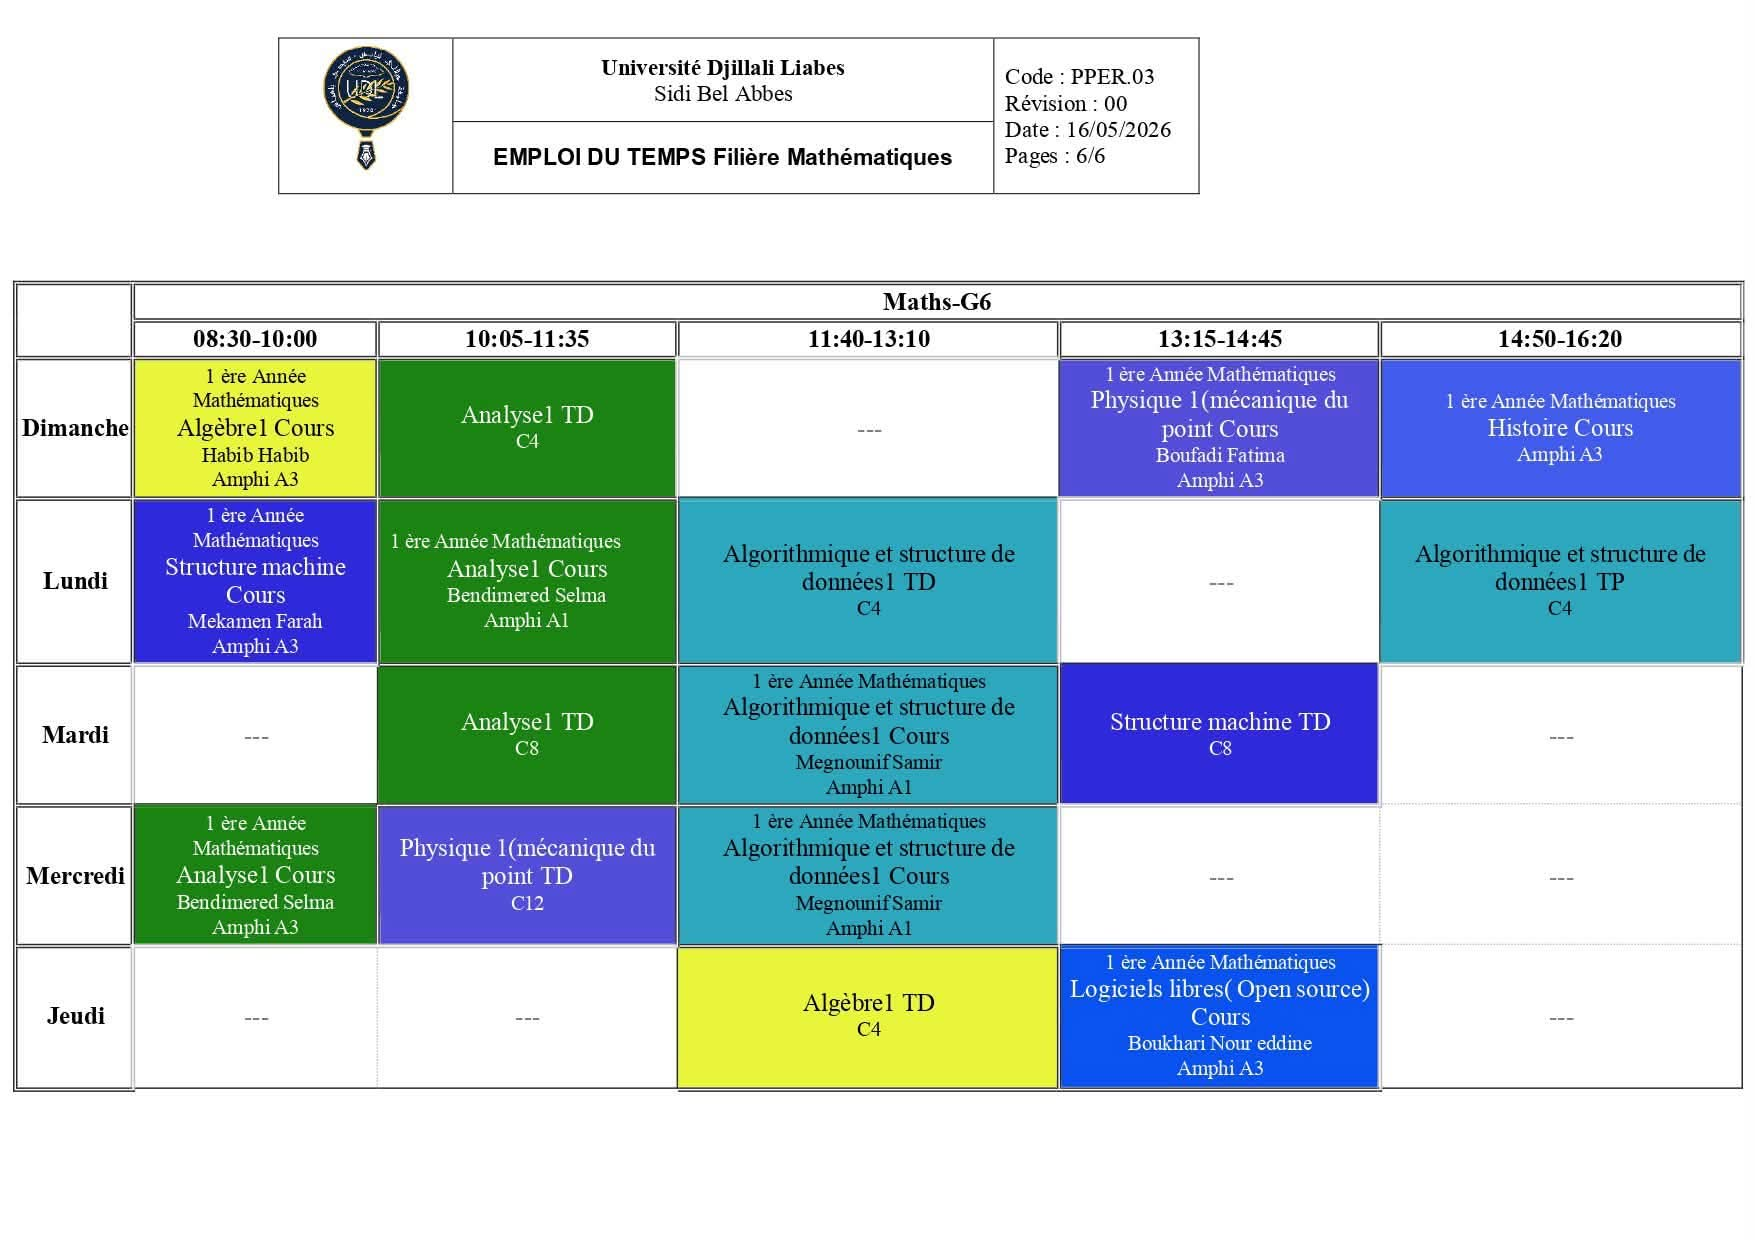 Université Djillali Liabes
Sidi Bel Abbes
EMPLOI DU TEMPS Filière Mathématiques
Code : PPER.03
Révision : 00
Date : 16/05/2026
Pages : 6/6
UDL
Maths-G6
08:30-10:00 10:05-11:35 11:40-13:10 13:15-14:45 14:50-16:20
Dimanche
1 ère Année
Mathématiques
Algèbre1 Cours
Habib Habib
Amphi A3
Analyse1 TD
C4
---
1 ère Année Mathématiques
Physique 1(mécanique du
point Cours
Boufadi Fatima
Amphi A3
1 ère Année Mathématiques
Histoire Cours
Amphi A3
Lundi
1 ère Année
Mathématiques
Structure machine
Cours
Mekamen Farah
Amphi A3
1 ère Année Mathématiques
Analyse1 Cours
Bendimered Selma
Amphi A1
Algorithmique et structure de
données1 TD
C4
---
Algorithmique et structure de
données1 TP
C4
Mardi
---
Analyse1 TD
C8
1 ère Année Mathématiques
Algorithmique et structure de
données1 Cours
Megnounif Samir
Amphi A1
Structure machine TD
C8
---
Mercredi
1 ère Année
Mathématiques
Analyse1 Cours
Bendimered Selma
Amphi A3
Physique 1(mécanique du
point TD
C12
1 ère Année Mathématiques
Algorithmique et structure de
données1 Cours
Megnounif Samir
Amphi A1
---
---
Jeudi
---
---
Algèbre1 TD
C4
1 ère Année Mathématiques
Logiciels libres( Open source)
Cours
Boukhari Nour eddine
Amphi A3
---